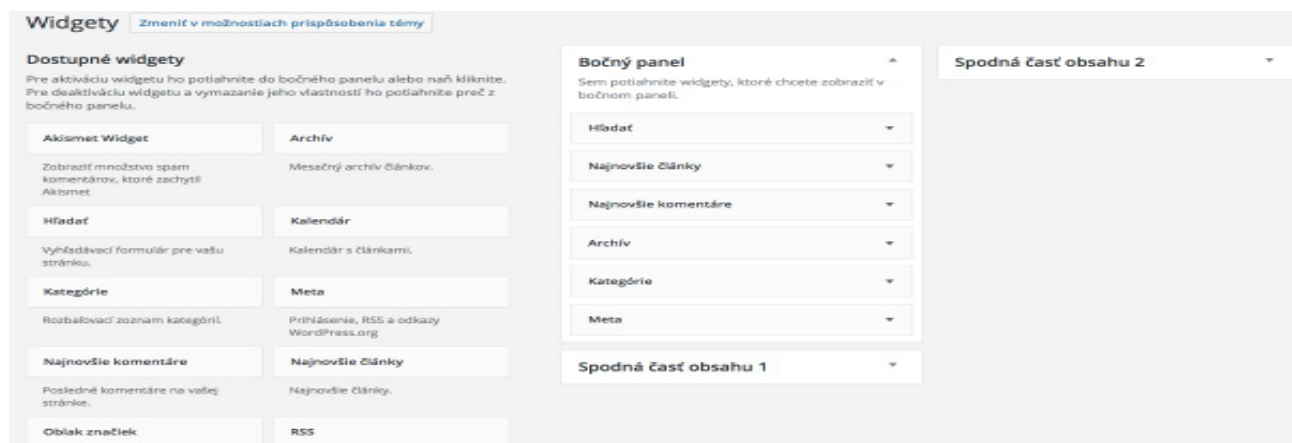 Widgety Zmeniť v možnostiach prispôsobenia témy
Dostupné widgety
Pre aktiváciu widgetu ho potiahnite do bočného panelu alebo naň kliknite.
Pre deaktiváciu widgetu a vymazanie jeho vlastností ho potiahnite preč z
bočného panelu.
Akismet Widget
Archív
Zobraziť množstvo spam
komentárov, ktoré zachytil
Akismet
Mesačný archív článkov.
Hľadať
Kalendár
Vyhľadávací formulár pre vašu
stránku.
Kalendár s článkami.
Kategórie
Meta
Rozbaľovací zoznam kategórií.
Prihlásenie, RSS a odkazy
WordPress.org
Najnovšie komentáre
Najnovšie články
Posledné komentáre na vašej
stránke.
Najnovšie články.
Oblak značiek
RSS
Bočný panel
Sem potiahnite widgety, ktoré chcete zobraziť v
bočnom paneli.
Hľadať
Najnovšie články
Najnovšie komentáre
Archív
Kategórie
Meta
Spodná časť obsahu 1
Spodná časť obsahu 2